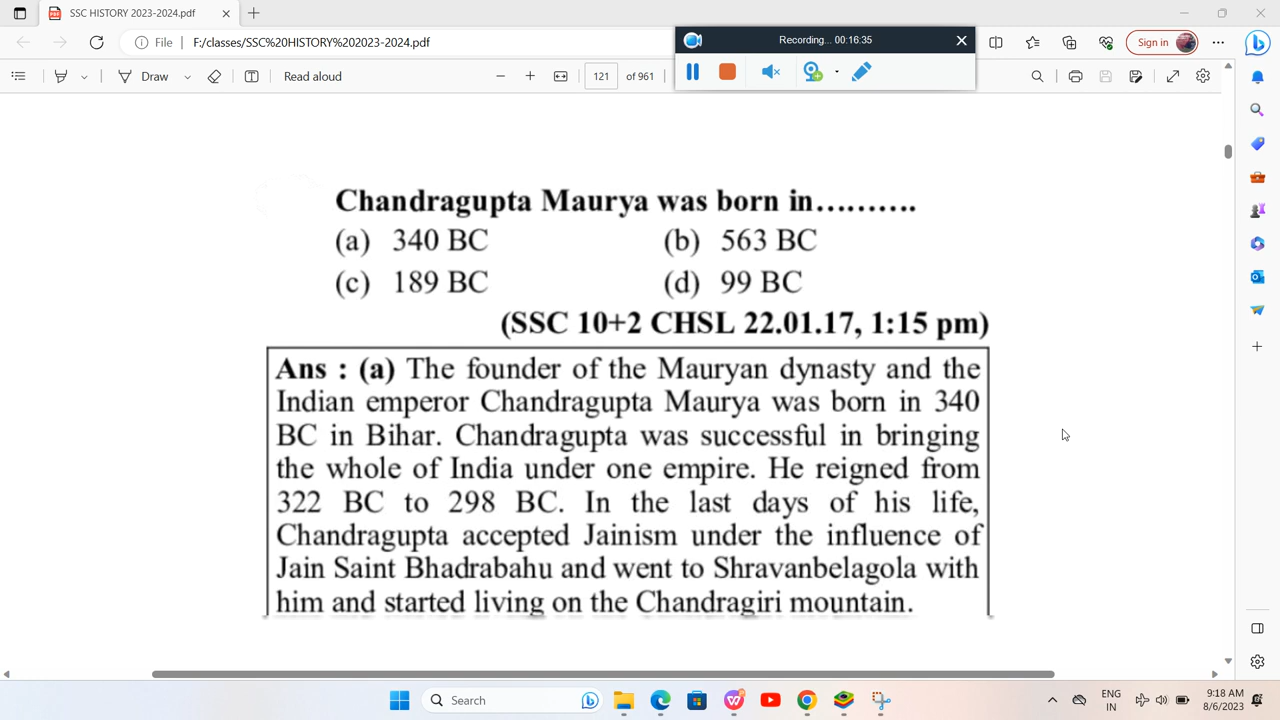 SSC HISTORY 2023-2024.pdf
File F:/classes/SSC%20HISTORY%202023-2024.pdf
Recording... 00:16:35
Sign in
Draw
Read aloud
121 of 961
Chandragupta Maurya was born in..........
(a) 340 BC (b) 563 BC
(c) 189 BC (d) 99 BC
(SSC 10+2 CHSL 22.01.17, 1:15 pm)
Ans : (a) The founder of the Mauryan dynasty and the
Indian emperor Chandragupta Maurya was born in 340
BC in Bihar. Chandragupta was successful in bringing
the whole of India under one empire. He reigned from
322 BC to 298 BC. In the last days of his life,
Chandragupta accepted Jainism under the influence of
Jain Saint Bhadrabahu and went to Shravanbelagola with
him and started living on the Chandragiri mountain.
Search
ENG
IN
9:18 AM
8/6/2023